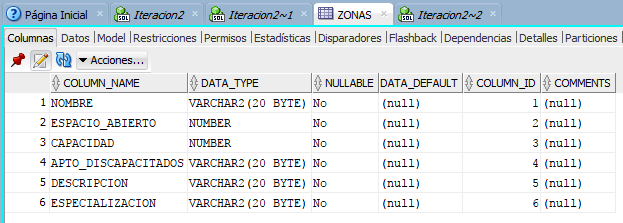 Página Inicial Iteracion2 Iteracion2~1 ZONAS Iteracion2~2
Columnas Datos Model Restricciones Permisos Estadísticas Disparadores Flashback Dependencias Detalles Particiones
Acciones...
COLUMN_NAME DATA_TYPE NULLABLE DATA_DEFAULT COLUMN_ID COMMENTS
1 NOMBRE VARCHAR2(20 BYTE) No (null) 1 (null)
2 ESPACIO_ABIERTO NUMBER No (null) 2 (null)
3 CAPACIDAD NUMBER No (null) 3 (null)
4 APTO_DISCAPACITADOS VARCHAR2(20 BYTE) No (null) 4 (null)
5 DESCRIPCION VARCHAR2(20 BYTE) No (null) 5 (null)
6 ESPECIALIZACION VARCHAR2(20 BYTE) No (null) 6 (null)